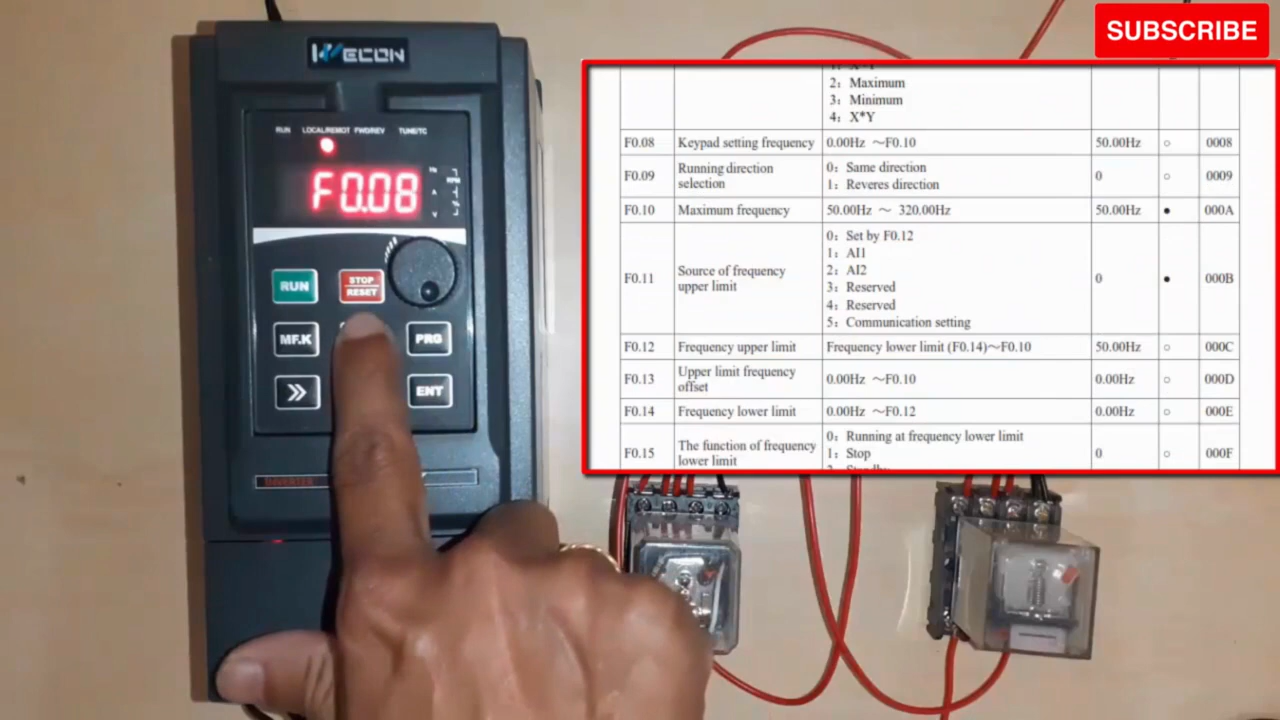 SUBSCRIBE
WECON
RUN LOCAL/REMOT FWD/REV TUNE/TC
F0.08
RUN
STOP
RESET
MF.K
PRG
ENT
INVERTER
2: Maximum
3: Minimum
4: X*Y
F0.08 Keypad setting frequency 0.00Hz ～F0.10 50.00Hz ○ 0008
F0.09 Running direction selection 0: Same direction 0 ○ 0009
1: Reveres direction
F0.10 Maximum frequency 50.00Hz ～ 320.00Hz 50.00Hz ● 000A
F0.11 Source of frequency upper limit 0: Set by F0.12 0 ● 000B
1: AI1
2: AI2
3: Reserved
4: Reserved
5: Communication setting
F0.12 Frequency upper limit Frequency lower limit (F0.14)～F0.10 50.00Hz ○ 000C
F0.13 Upper limit frequency offset 0.00Hz ～F0.10 0.00Hz ○ 000D
F0.14 Frequency lower limit 0.00Hz ～F0.12 0.00Hz ○ 000E
F0.15 The function of frequency lower limit 0: Running at frequency lower limit 0 ○ 000F
1: Stop
2: Standby